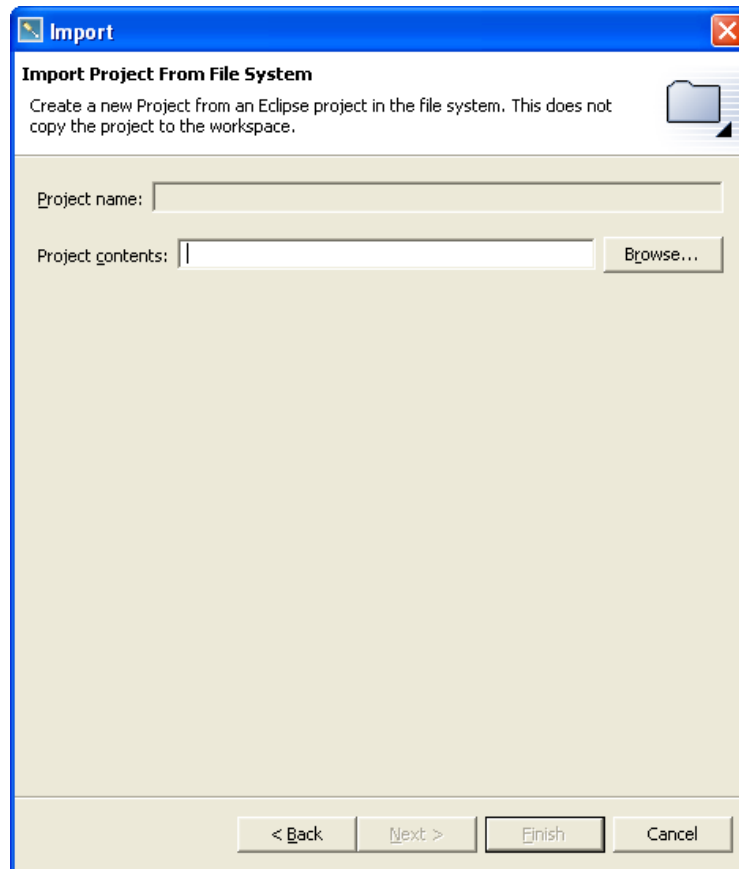 Import
Import Project From File System
Create a new Project from an Eclipse project in the file system. This does not
copy the project to the workspace.
Project name:
Project contents:
Browse...
< Back
Next >
Finish
Cancel